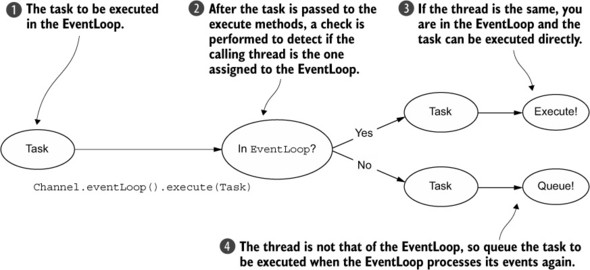 1 The task to be executed
in the EventLoop.
2 After the task is passed to the
execute methods, a check is
performed to detect if the
calling thread is the one
assigned to the EventLoop.
3 If the thread is the same, you
are in the EventLoop and the
task can be executed directly.
Task
Channel.eventLoop().execute(Task)
In EventLoop?
Yes
Task
Execute!
No
Task
Queue!
4 The thread is not that of the EventLoop, so queue the task to
be executed when the EventLoop processes its events again.